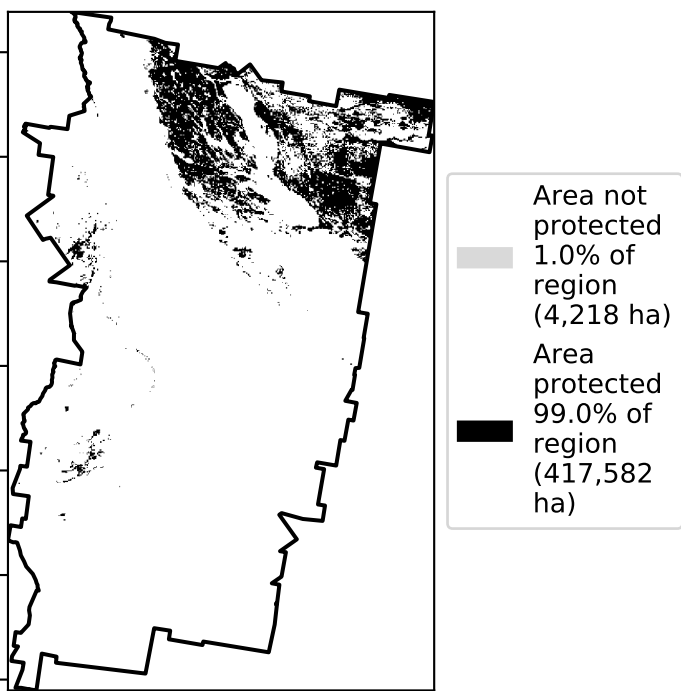 Area not
protected
1.0% of
region
(4,218 ha)
Area
protected
99.0% of
region
(417,582
ha)